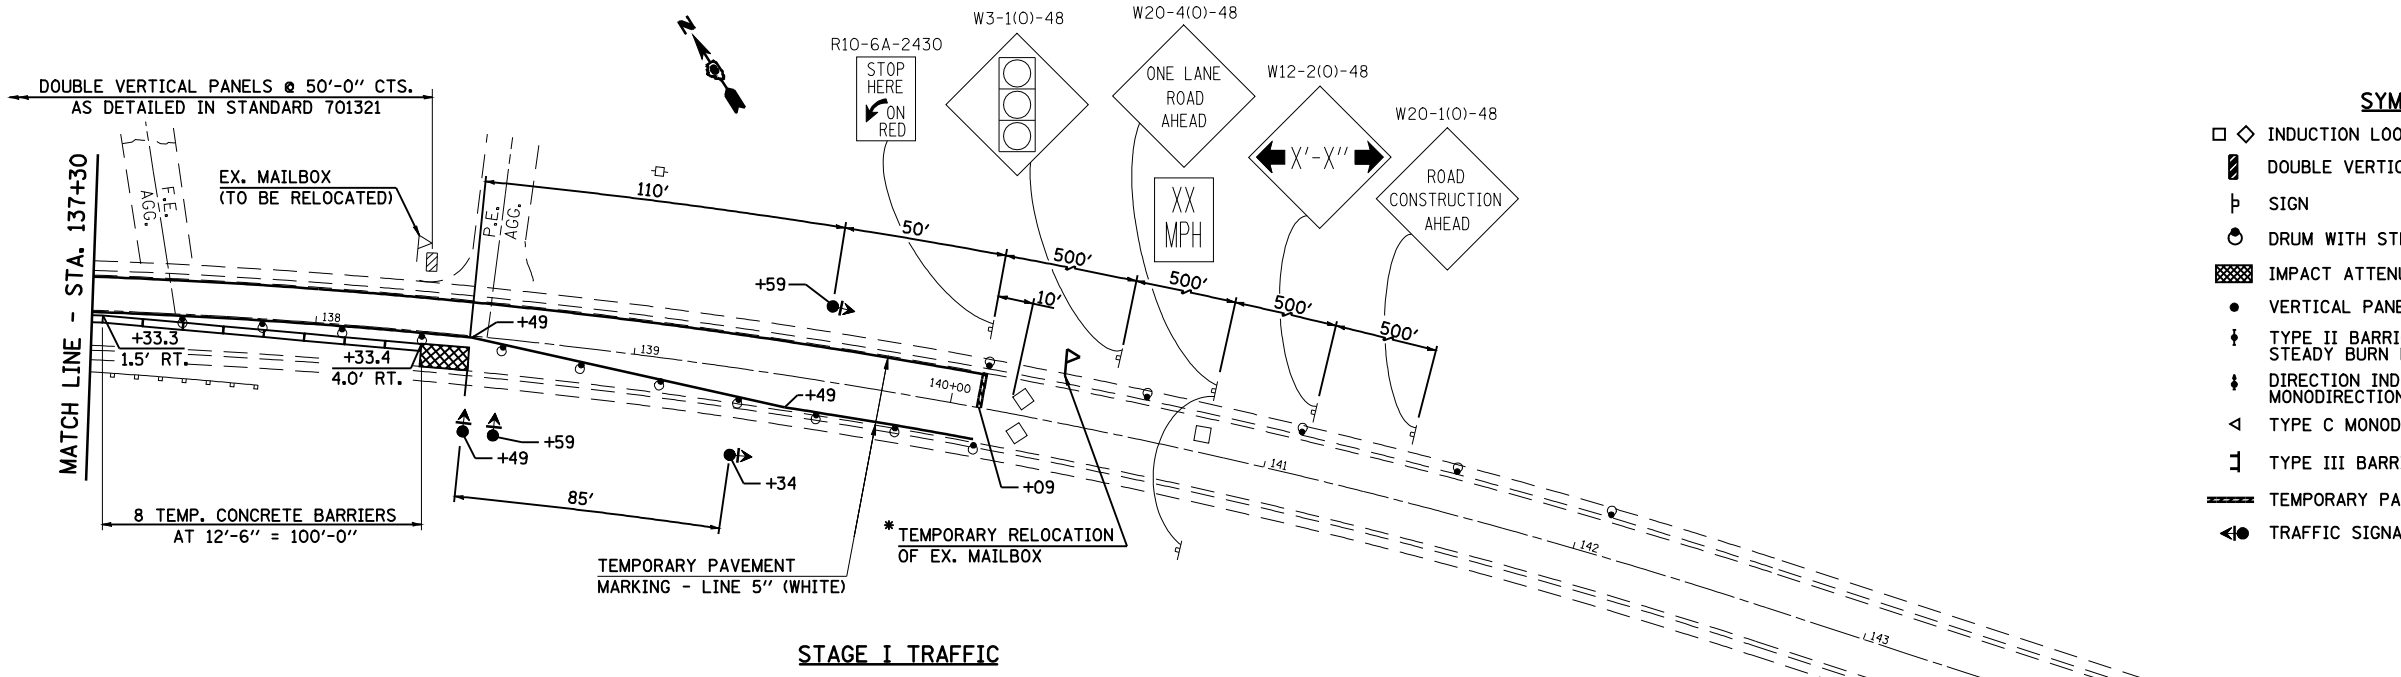 W3-1(O)-48
W20-4(O)-48
N
R10-6A-2430
W12-2(O)-48
W20-1(O)-48
DOUBLE VERTICAL PANELS @ 50'-0" CTS.
AS DETAILED IN STANDARD 701321
STOP
HERE
ON
RED
ONE LANE
ROAD
AHEAD
X'-X"
XX
MPH
ROAD
CONSTRUCTION
AHEAD
MATCH LINE - STA. 137+30
F.E.
AGG.
EX. MAILBOX
(TO BE RELOCATED)
P.E.
AGG.
110'
50'
500'
500'
500'
500'
10'
+59
+49
138
+33.3
1.5' RT.
+33.4
4.0' RT.
139
140+00
+49
+59
+49
+34
+09
85'
141
142
143
8 TEMP. CONCRETE BARRIERS
AT 12'-6" = 100'-0"
TEMPORARY PAVEMENT
MARKING - LINE 5" (WHITE)
* TEMPORARY RELOCATION
OF EX. MAILBOX
STAGE I TRAFFIC
SYM
INDUCTION LOO
DOUBLE VERTIC
SIGN
DRUM WITH STE
IMPACT ATTENU
VERTICAL PANE
TYPE II BARRI
STEADY BURN
DIRECTION IND
MONODIRECTION
TYPE C MONOD
TYPE III BARR
TEMPORARY PA
TRAFFIC SIGNA